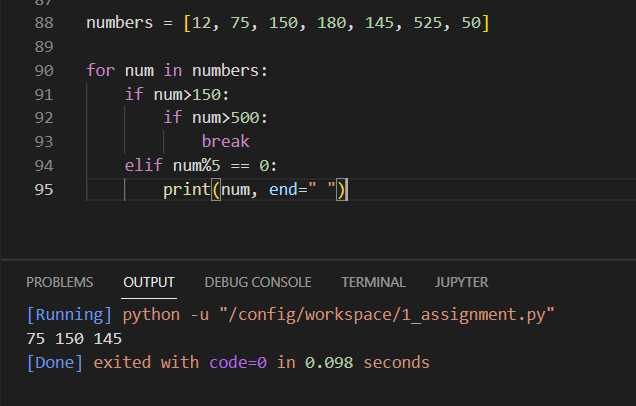 87
88 numbers = [12, 75, 150, 180, 145, 525, 50]
89
90 for num in numbers:
91     if num>150:
92         if num>500:
93             break
94     elif num%5 == 0:
95         print(num, end=" ")
PROBLEMS OUTPUT DEBUG CONSOLE TERMINAL JUPYTER
[Running] python -u "/config/workspace/1_assignment.py"
75 150 145
[Done] exited with code=0 in 0.098 seconds